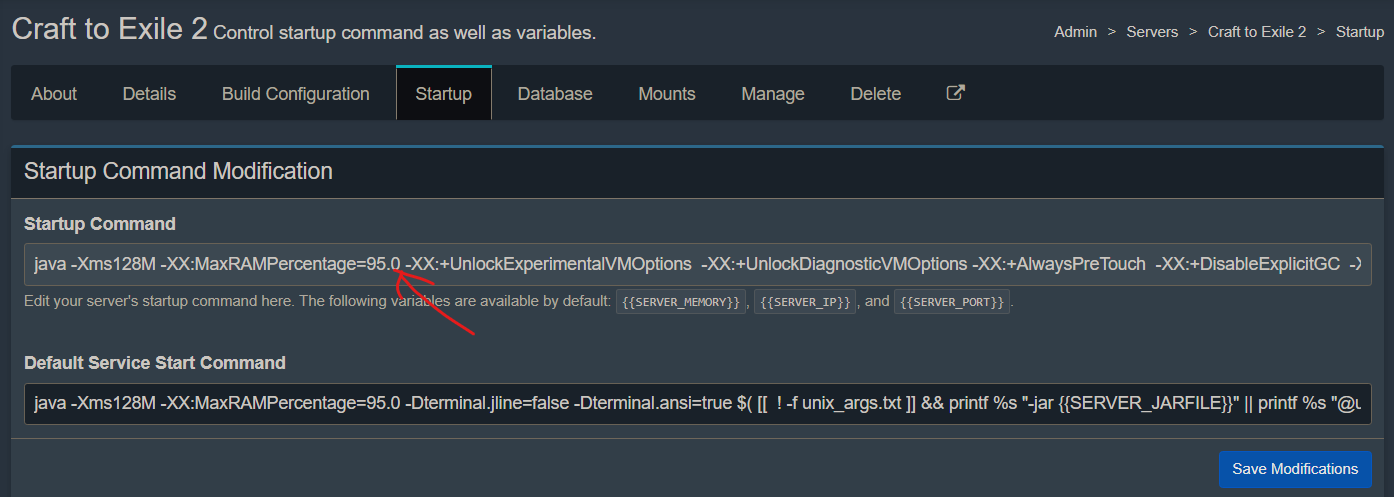 Craft to Exile 2 Control startup command as well as variables.
Admin > Servers > Craft to Exile 2 > Startup
About Details Build Configuration Startup Database Mounts Manage Delete
Startup Command Modification
Startup Command
java -Xms128M -XX:MaxRAMPercentage=95.0 -XX:+UnlockExperimentalVMOptions  -XX:+UnlockDiagnosticVMOptions -XX:+AlwaysPreTouch  -XX:+DisableExplicitGC  -X
Edit your server's startup command here. The following variables are available by default: {{SERVER_MEMORY}}, {{SERVER_IP}}, and {{SERVER_PORT}}.
Default Service Start Command
java -Xms128M -XX:MaxRAMPercentage=95.0 -Dterminal.jline=false -Dterminal.ansi=true $( [[  ! -f unix_args.txt ]] && printf %s "-jar {{SERVER_JARFILE}}" || printf %s "@u
Save Modifications